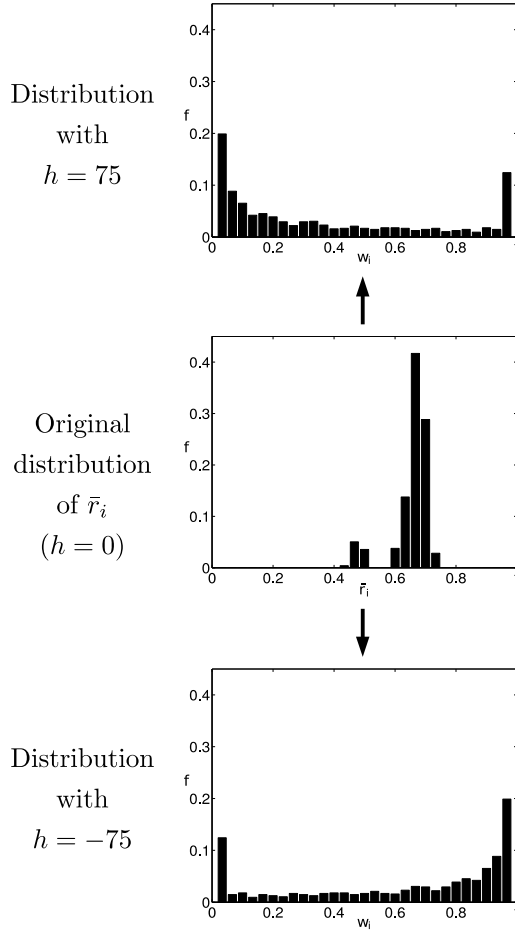 Distribution
with
h = 75
f
0.4
0.3
0.2
0.1
0
0 0.2 0.4 0.6 0.8
w_i
Original
distribution
of r̄_i
(h = 0)
f
0.4
0.3
0.2
0.1
0
0 0.2 0.4 0.6 0.8
r̄_i
Distribution
with
h = −75
f
0.4
0.3
0.2
0.1
0
0 0.2 0.4 0.6 0.8
w_i